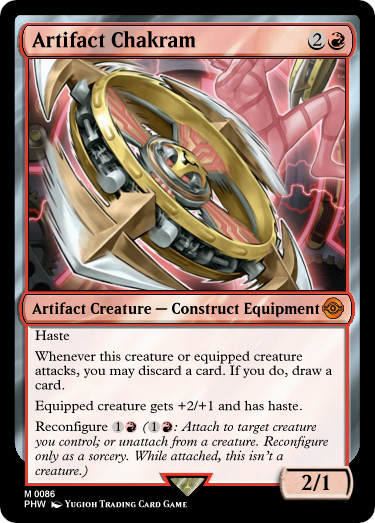 Artifact Chakram 2
Artifact Creature — Construct Equipment
Haste
Whenever this creature or equipped creature
attacks, you may discard a card. If you do, draw a
card.
Equipped creature gets +2/+1 and has haste.
Reconfigure 1 (1: Attach to target creature
you control; or unattach from a creature. Reconfigure
only as a sorcery. While attached, this isn't a
creature.)
2/1
M 0086
PHW Yugioh Trading Card Game